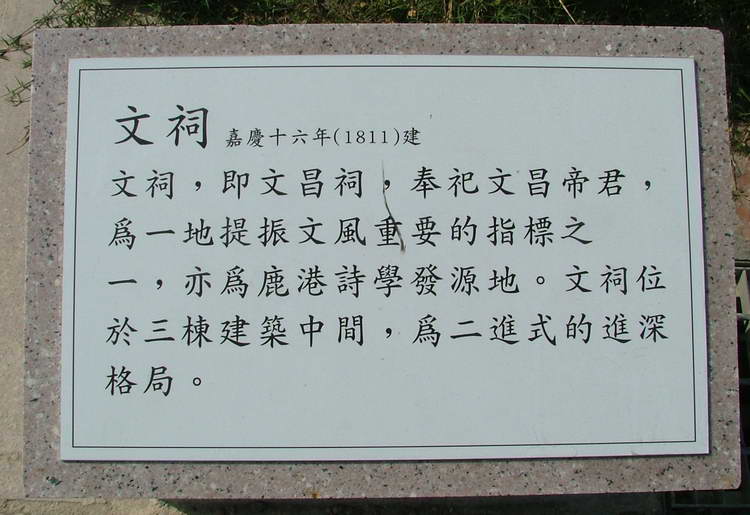 文祠 嘉慶十六年(1811)建
文祠，即文昌祠，奉祀文昌帝君，
爲一地提振文風重要的指標之
一，亦爲鹿港詩學發源地。文祠位
於三棟建築中間，爲二進式的進深
格局。